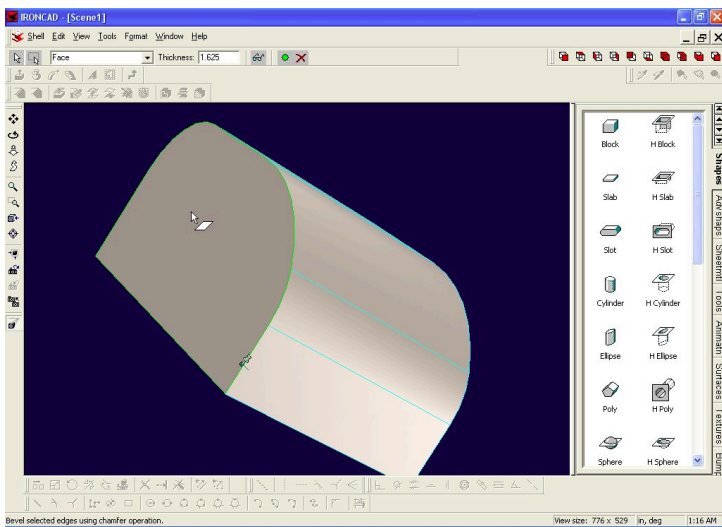 IRONCAD - [Scene1]
Shell Edit View Tools Format Window Help
Face Thickness: 1.625
Block H Block
Slab H Slab
Slot H Slot
Cylinder H Cylinder
Ellipse H Ellipse
Poly H Poly
Sphere H Sphere
Shapes
AdvShaps
Sheetmtl
Tools
Animatn
Surfaces
Textures
Bump
Bevel selected edges using chamfer operation. View size: 776 x 529 in, deg 1:16 AM